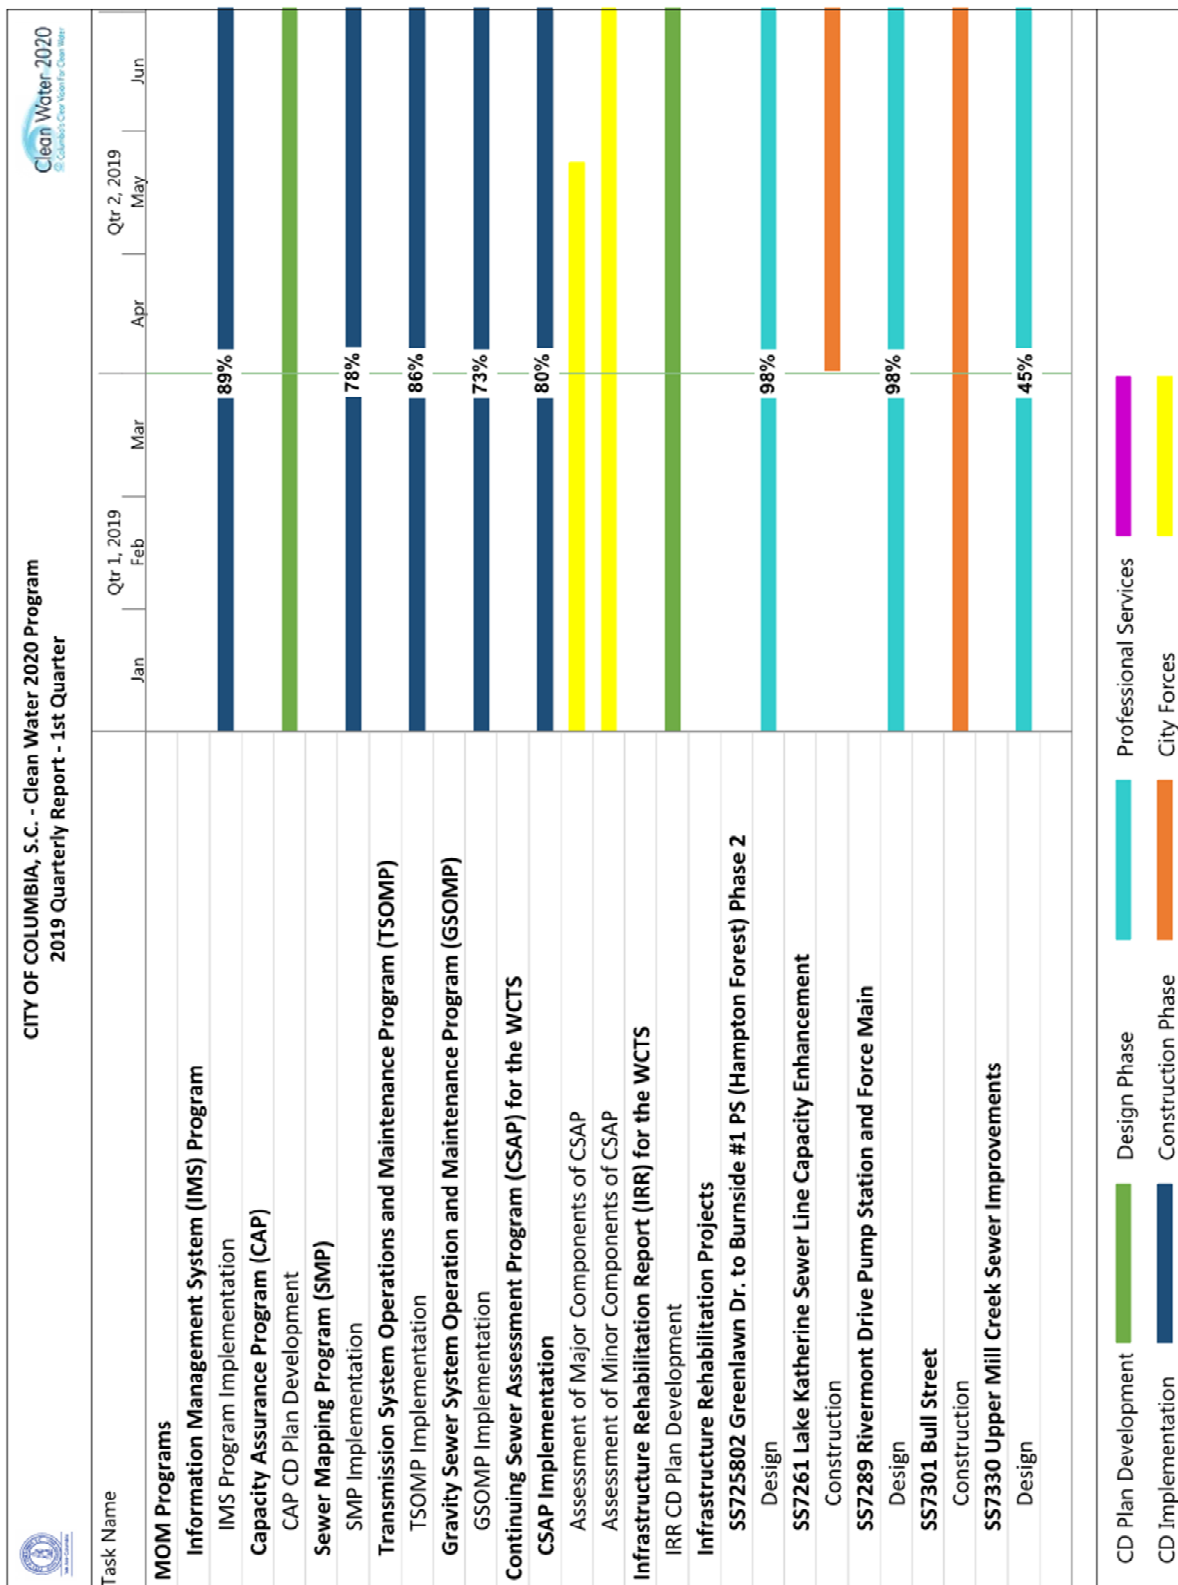 CITY OF COLUMBIA, S.C. - Clean Water 2020 Program
2019 Quarterly Report - 1st Quarter
Clean Water 2020
Columbia's Clear Vision For Clean Water
Task Name
Qtr 1, 2019
Qtr 2, 2019
Jan
Feb
Mar
Apr
May
Jun
MOM Programs
Information Management System (IMS) Program
IMS Program Implementation
89%
Capacity Assurance Program (CAP)
CAP CD Plan Development
Sewer Mapping Program (SMP)
SMP Implementation
78%
Transmission System Operations and Maintenance Program (TSOMP)
TSOMP Implementation
86%
Gravity Sewer System Operation and Maintenance Program (GSOMP)
GSOMP Implementation
73%
Continuing Sewer Assessment Program (CSAP) for the WCTS
CSAP Implementation
80%
Assessment of Major Components of CSAP
Assessment of Minor Components of CSAP
Infrastructure Rehabilitation Report (IRR) for the WCTS
IRR CD Plan Development
Infrastructure Rehabilitation Projects
SS725802 Greenlawn Dr. to Burnside #1 PS (Hampton Forest) Phase 2
Design
98%
SS7261 Lake Katherine Sewer Line Capacity Enhancement
Construction
SS7289 Rivermont Drive Pump Station and Force Main
Design
98%
SS7301 Bull Street
Construction
SS7330 Upper Mill Creek Sewer Improvements
Design
45%
CD Plan Development
Design Phase
Professional Services
CD Implementation
Construction Phase
City Forces